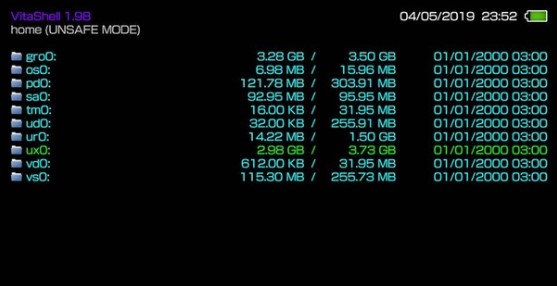 VitaShell 1.98 04/05/2019 23:52
home (UNSAFE MODE)
gro0: 3.28 GB / 3.50 GB 01/01/2000 03:00
os0: 6.98 MB / 15.96 MB 01/01/2000 03:00
pd0: 121.78 MB / 303.91 MB 01/01/2000 03:00
sa0: 92.95 MB / 95.95 MB 01/01/2000 03:00
tm0: 16.00 KB / 31.95 MB 01/01/2000 03:00
ud0: 32.00 KB / 255.91 MB 01/01/2000 03:00
ur0: 14.22 MB / 1.50 GB 01/01/2000 03:00
ux0: 2.98 GB / 3.73 GB 01/01/2000 03:00
vd0: 612.00 KB / 31.95 MB 01/01/2000 03:00
vs0: 115.30 MB / 255.73 MB 01/01/2000 03:00